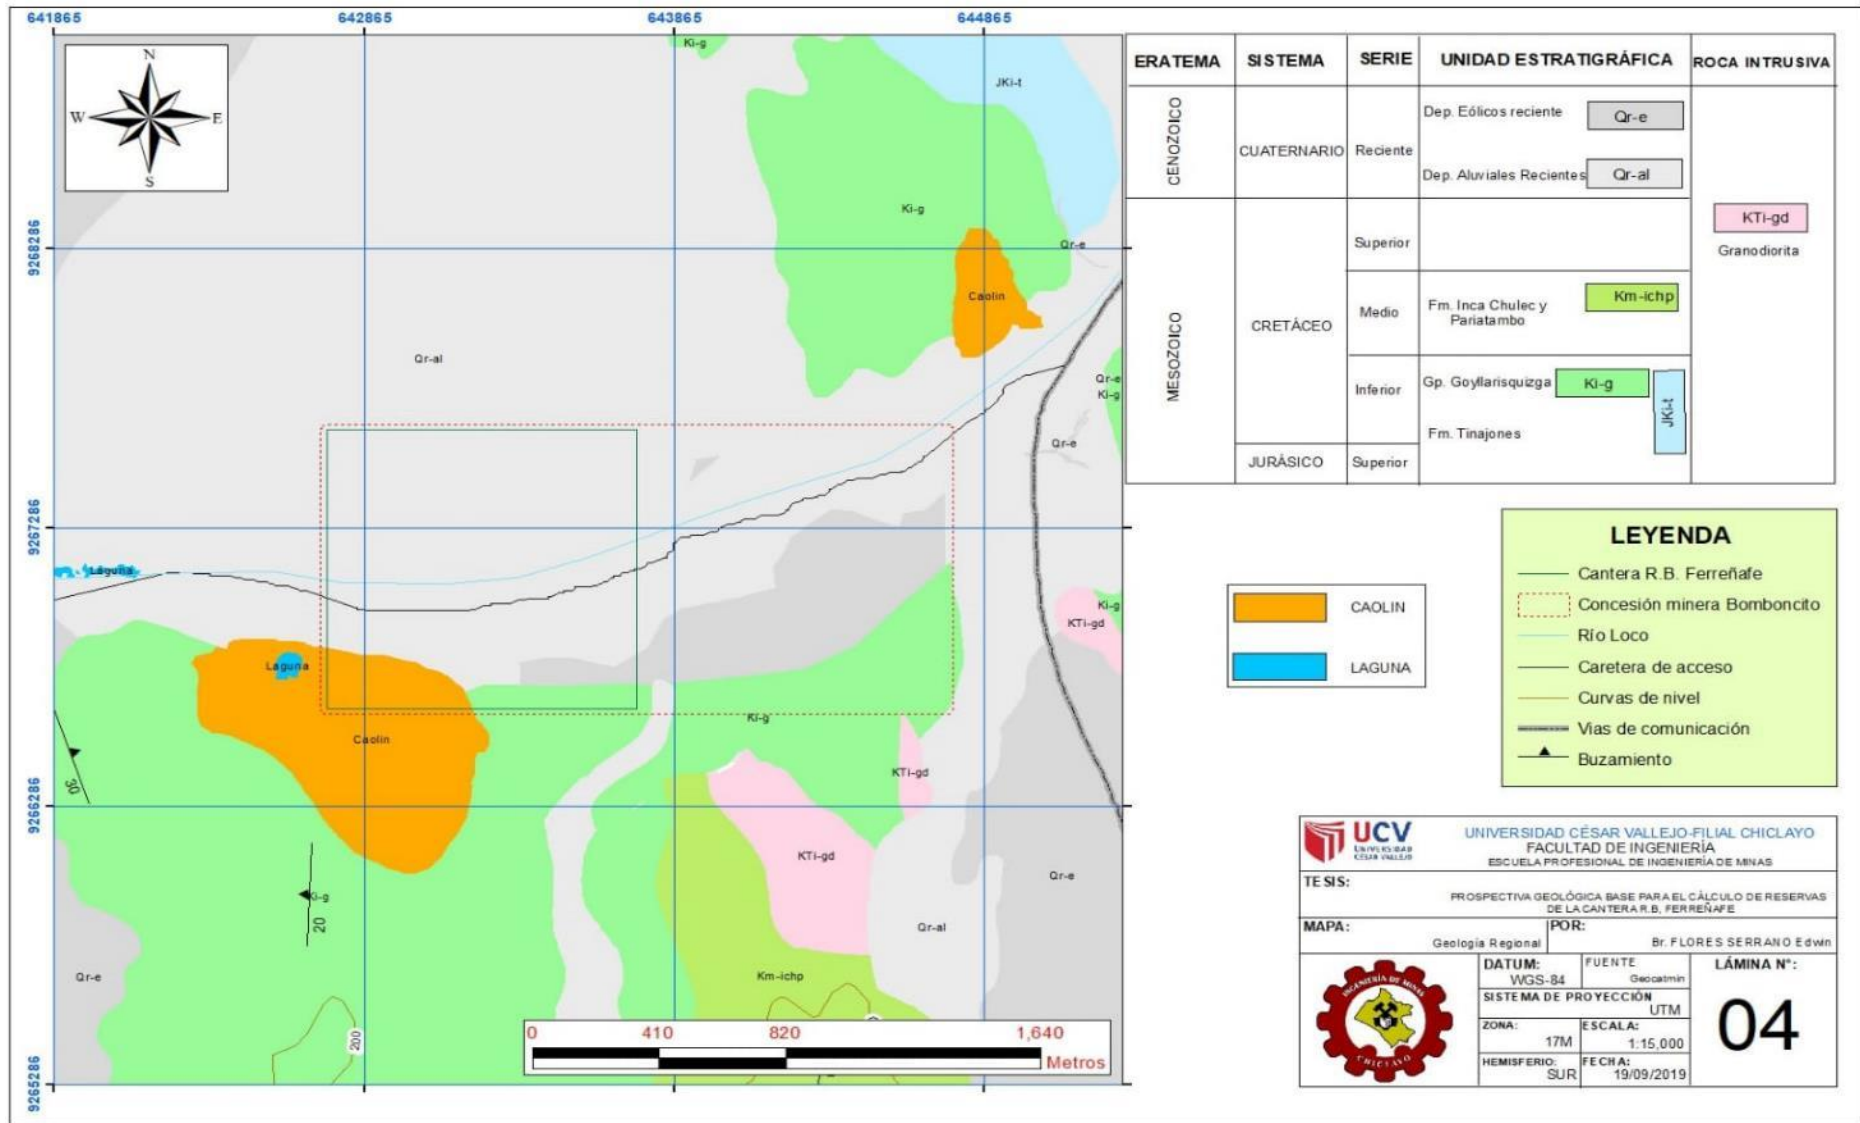 641865
642865
643865
644865
9268286
9267286
9266286
9265286
N
W
E
S
Ki-g
JKi-t
Ki-g
Qr-e
Caolin
Qr-al
Qr-e
Ki-g
Qr-e
Laguna
Ki-g
KTi-gd
Laguna
Ki-g
Caolin
30
KTi-gd
KTi-gd
Qr-e
20
Qr-al
Qr-e
Km-ichp
200
0
410
820
1,640
Metros
ERATEMA
SISTEMA
SERIE
UNIDAD ESTRATIGRÁFICA
ROCA INTRUSIVA
CENOZOICO
CUATERNARIO
Reciente
Dep. Eólicos reciente
Qr-e
Dep. Aluviales Recientes
Qr-al
KTi-gd
Granodiorita
MESOZOICO
CRETÁCEO
Superior
Medio
Fm. Inca Chulec y
Pariatambo
Km-ichp
Inferior
Gp. Goyllarisquizga
Ki-g
JKi-t
Fm. Tinajones
JURÁSICO
Superior
CAOLIN
LAGUNA
LEYENDA
Cantera R.B. Ferreñafe
Concesión minera Bomboncito
Río Loco
Caretera de acceso
Curvas de nivel
Vias de comunicación
Buzamiento
UCV
UNIVERSIDAD
CÉSAR VALLEJO
UNIVERSIDAD CÉSAR VALLEJO-FILIAL CHICLAYO
FACULTAD DE INGENIERÍA
ESCUELA PROFESIONAL DE INGENIERÍA DE MINAS
TESIS:
PROSPECTIVA GEOLÓGICA BASE PARA EL CÁLCULO DE RESERVAS
DE LA CANTERA R.B, FERREÑAFE
MAPA:
Geología Regional
POR:
Br. FLORES SERRANO Edwin
INGENIERÍA DE MINAS
CHICLAYO
DATUM:
WGS-84
FUENTE
Geocatmin
SISTEMA DE PROYECCIÓN
UTM
ZONA:
17M
ESCALA:
1:15,000
HEMISFERIO:
SUR
FECHA:
19/09/2019
LÁMINA N°:
04